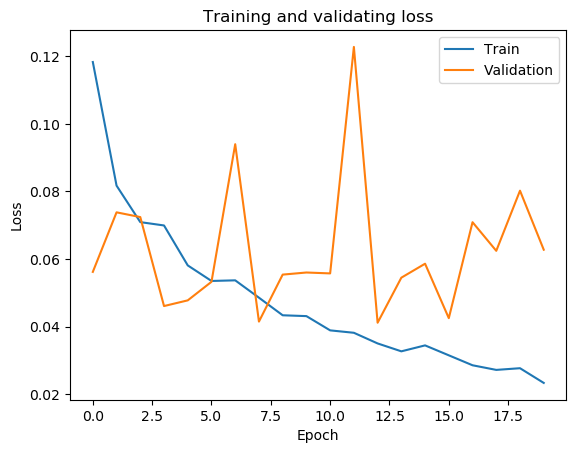 Training and validating loss
Train
Validation
0.12
0.10
0.08
0.06
0.04
0.02
Loss
0.0 2.5 5.0 7.5 10.0 12.5 15.0 17.5
Epoch